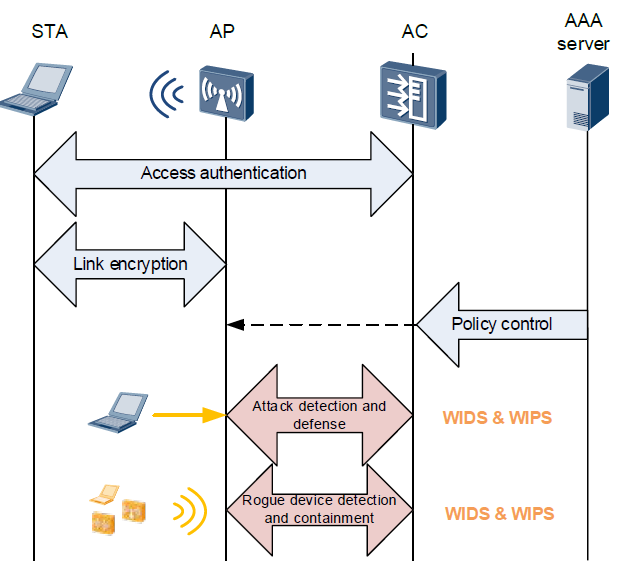 STA
AP
AC
AAA
server
Access authentication
Link encryption
Policy control
Attack detection and
defense
WIDS & WIPS
Rogue device detection
and containment
WIDS & WIPS